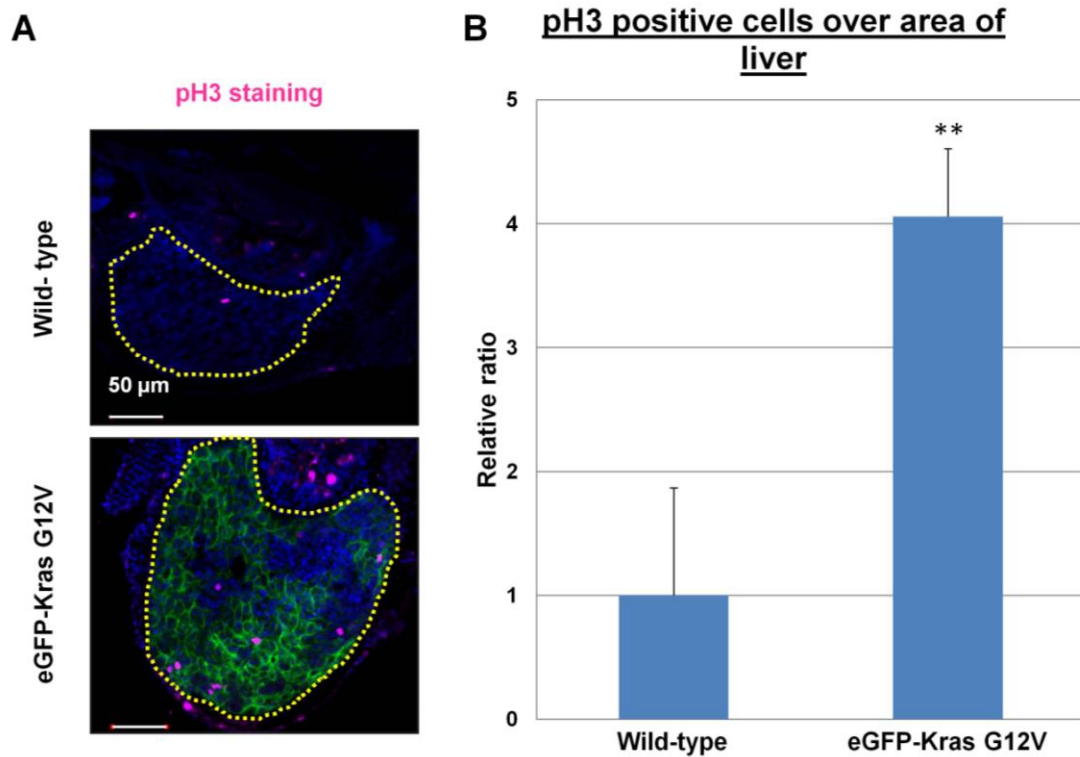 A
pH3 staining
Wild- type
50 µm
eGFP-Kras G12V
B
pH3 positive cells over area of
liver
Relative ratio
5
4
3
2
1
0
**
Wild-type
eGFP-Kras G12V